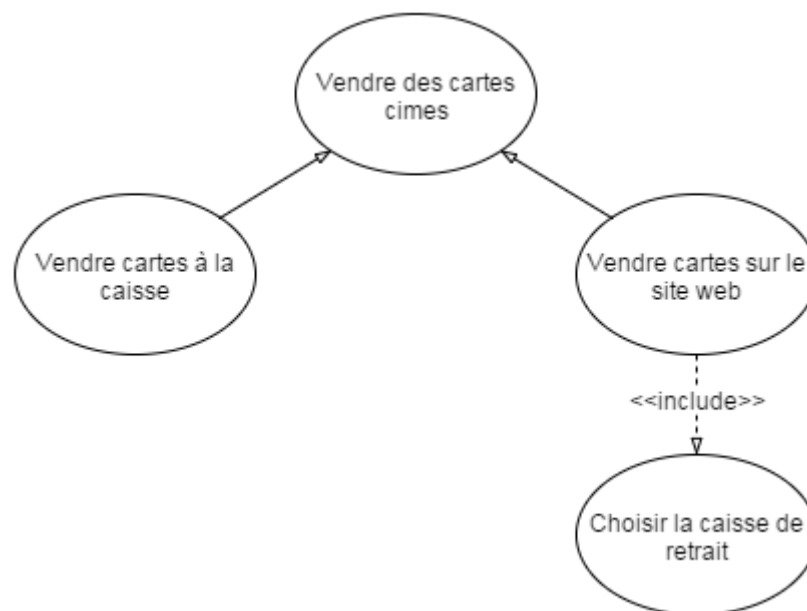 Vendre des cartes
cimes
Vendre cartes à la
caisse
Vendre cartes sur le
site web
<<include>>
Choisir la caisse de
retrait